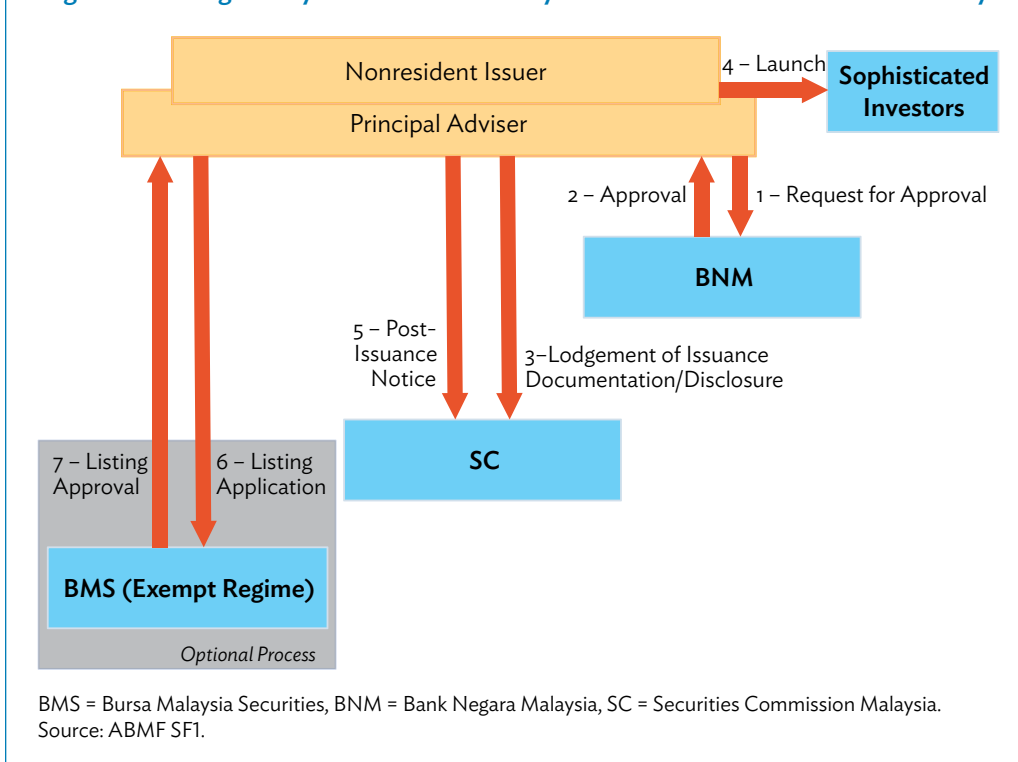 Nonresident Issuer
4 – Launch
Sophisticated
Investors
Principal Adviser
2 – Approval
1 – Request for Approval
BNM
5 – Post-
Issuance
Notice
3–Lodgement of Issuance
Documentation/Disclosure
SC
7 – Listing
Approval
6 – Listing
Application
BMS (Exempt Regime)
Optional Process
BMS = Bursa Malaysia Securities, BNM = Bank Negara Malaysia, SC = Securities Commission Malaysia.
Source: ABMF SF1.